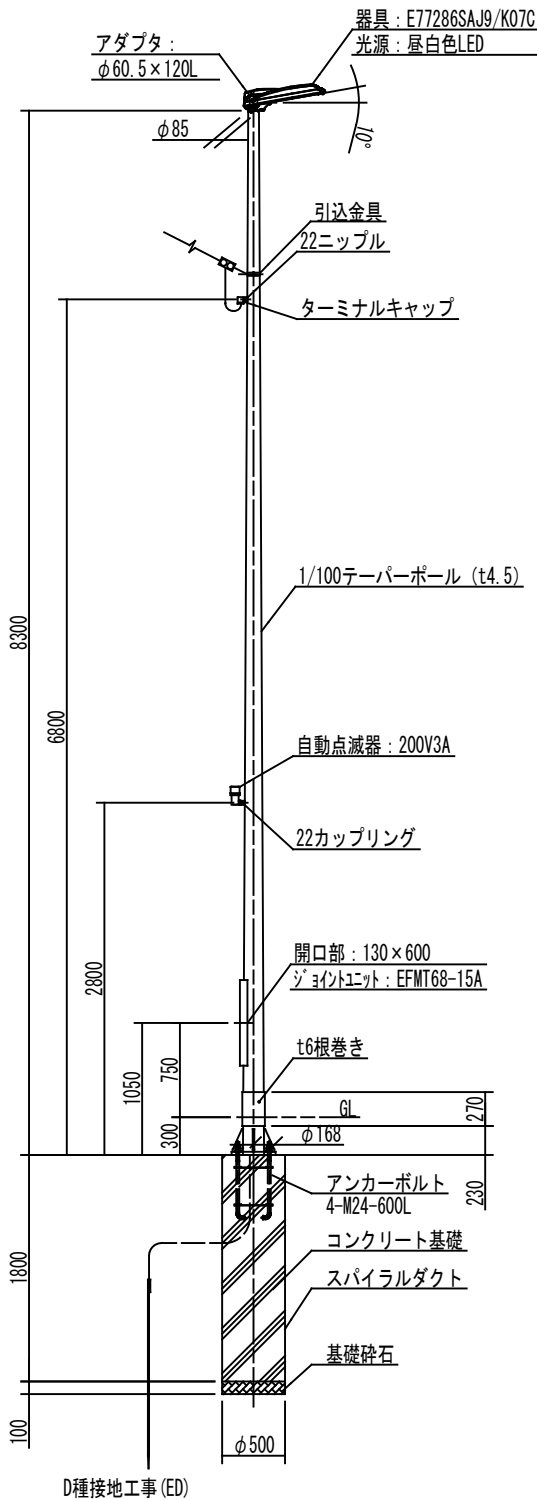 器具：E77286SAJ9/K07C
光源：昼白色LED
アダプタ：
φ60.5×120L
φ85
10°
引込金具
22ニップル
ターミナルキャップ
1/100テーパーポール (t4.5)
8300
6800
自動点滅器：200V3A
22カップリング
2800
開口部：130×600
ｼﾞｮｲﾝﾄﾕﾆｯﾄ：EFMT68-15A
1050
750
t6根巻き
GL
270
300
φ168
230
アンカーボルト
4-M24-600L
コンクリート基礎
1800
スパイラルダクト
基礎砕石
100
φ500
D種接地工事(ED)